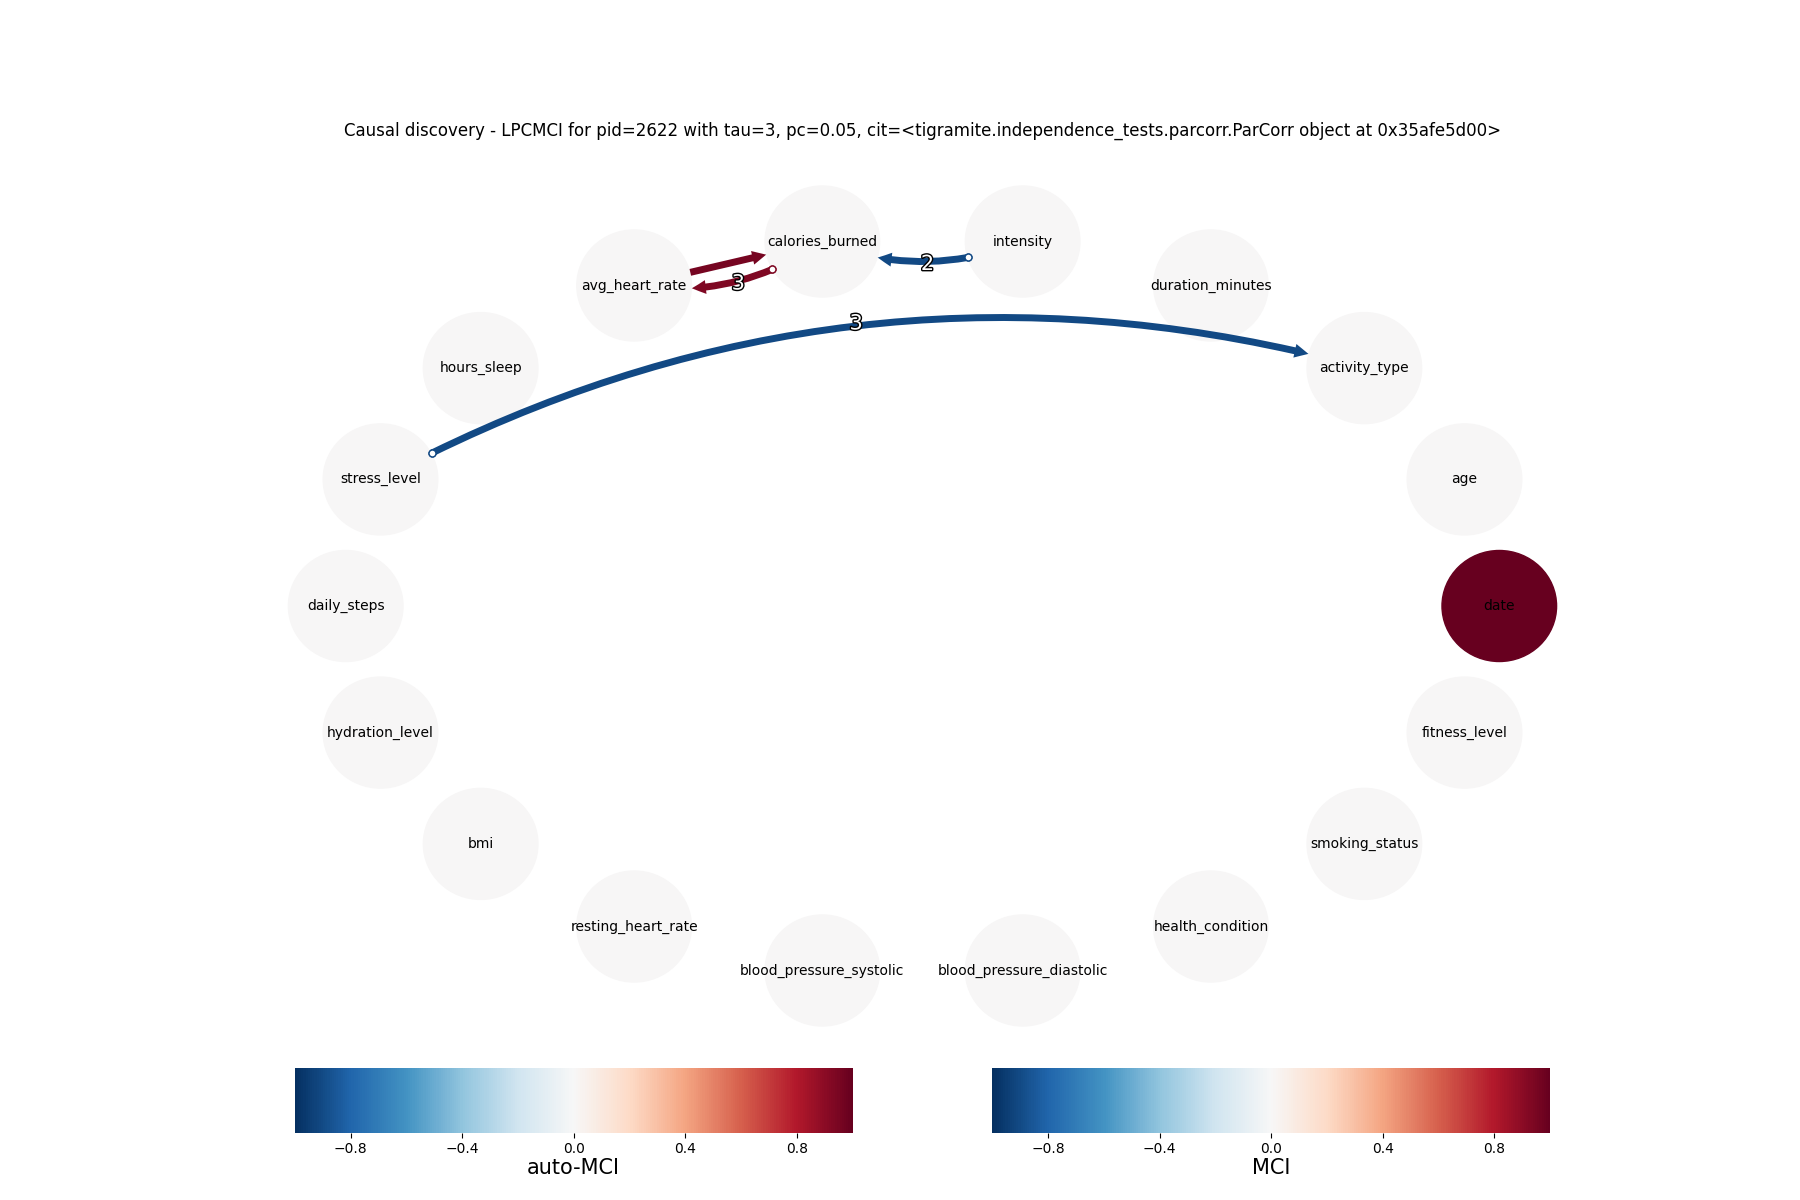 Causal discovery - LPCMCI for pid=2622 with tau=3, pc=0.05, cit=<tigramite.independence_tests.parcorr.ParCorr object at 0x35afe5d00>
calories_burned
intensity
2
avg_heart_rate
3
duration_minutes
3
hours_sleep
activity_type
stress_level
age
daily_steps
date
hydration_level
fitness_level
bmi
smoking_status
resting_heart_rate
health_condition
blood_pressure_systolic
blood_pressure_diastolic
−0.8 −0.4 0.0 0.4 0.8
auto-MCI
−0.8 −0.4 0.0 0.4 0.8
MCI